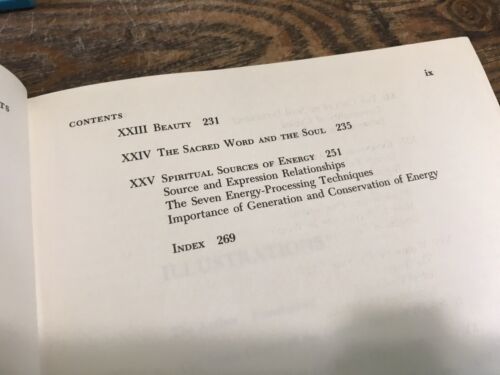 CONTENTS
ix
XXIII BEAUTY 231
XXIV THE SACRED WORD AND THE SOUL 235
XXV SPIRITUAL SOURCES OF ENERGY 251
Source and Expression Relationships
The Seven Energy-Processing Techniques
Importance of Generation and Conservation of Energy
INDEX 269
ILLUSTRATIONS